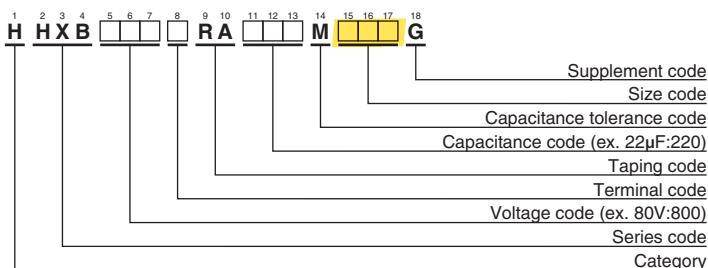 1 2 3 4 5 6 7 8 9 10 11 12 13 14 15 16 17 18
H HXB RA M G
Supplement code
Size code
Capacitance tolerance code
Capacitance code (ex. 22µF:220)
Taping code
Terminal code
Voltage code (ex. 80V:800)
Series code
Category